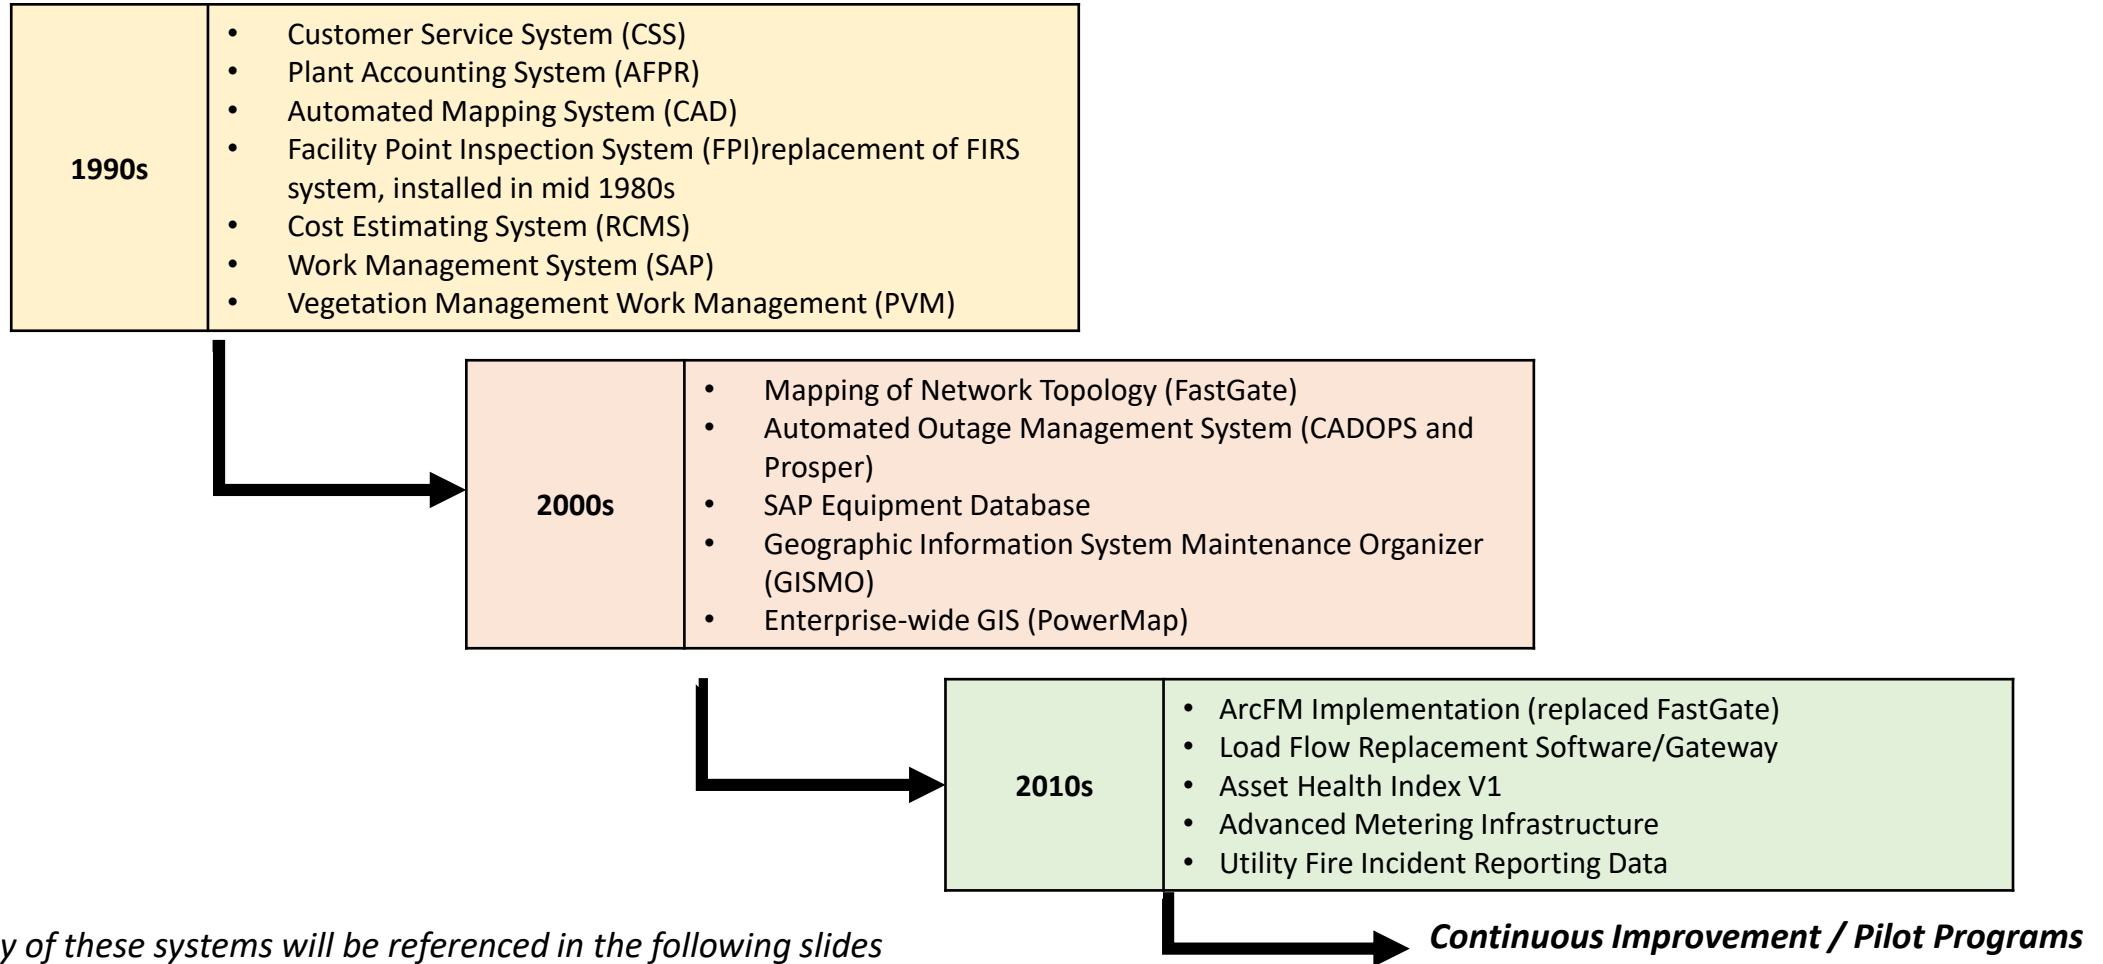 1990s
• Customer Service System (CSS)
• Plant Accounting System (AFPR)
• Automated Mapping System (CAD)
• Facility Point Inspection System (FPI)replacement of FIRS
system, installed in mid 1980s
• Cost Estimating System (RCMS)
• Work Management System (SAP)
• Vegetation Management Work Management (PVM)
2000s
• Mapping of Network Topology (FastGate)
• Automated Outage Management System (CADOPS and
Prosper)
• SAP Equipment Database
• Geographic Information System Maintenance Organizer
(GISMO)
• Enterprise-wide GIS (PowerMap)
2010s
• ArcFM Implementation (replaced FastGate)
• Load Flow Replacement Software/Gateway
• Asset Health Index V1
• Advanced Metering Infrastructure
• Utility Fire Incident Reporting Data
y of these systems will be referenced in the following slides
Continuous Improvement / Pilot Programs